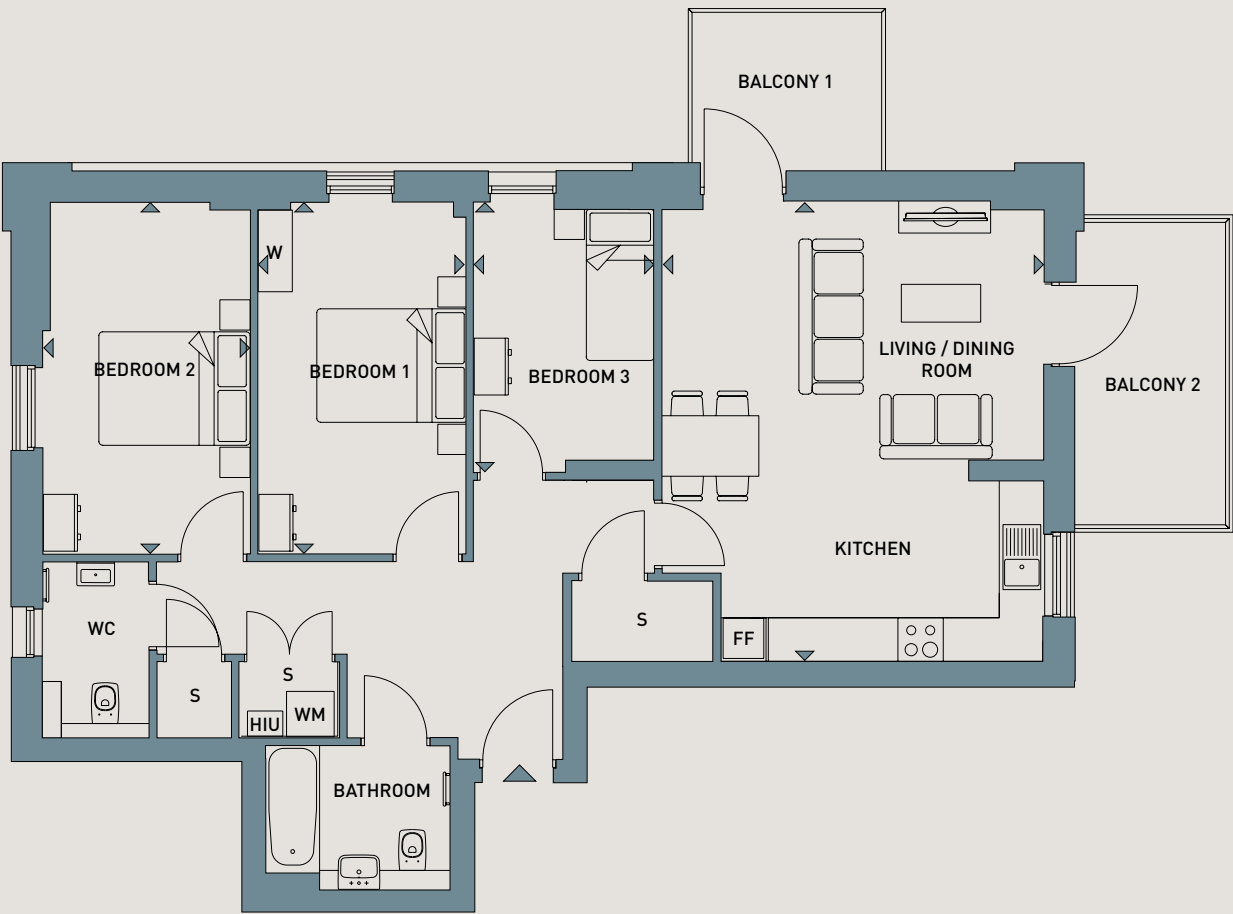 BALCONY 1
W
BEDROOM 2
BEDROOM 1
BEDROOM 3
LIVING / DINING
ROOM
BALCONY 2
KITCHEN
WC
S
S
S
FF
HIU
WM
BATHROOM